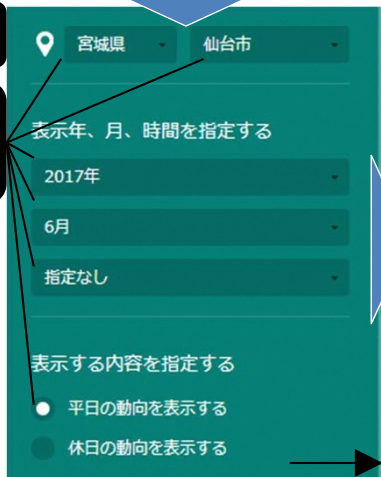 宮城県 仙台市
表示年、月、時間を指定する
2017年
6月
指定なし
表示する内容を指定する
平日の動向を表示する
休日の動向を表示する